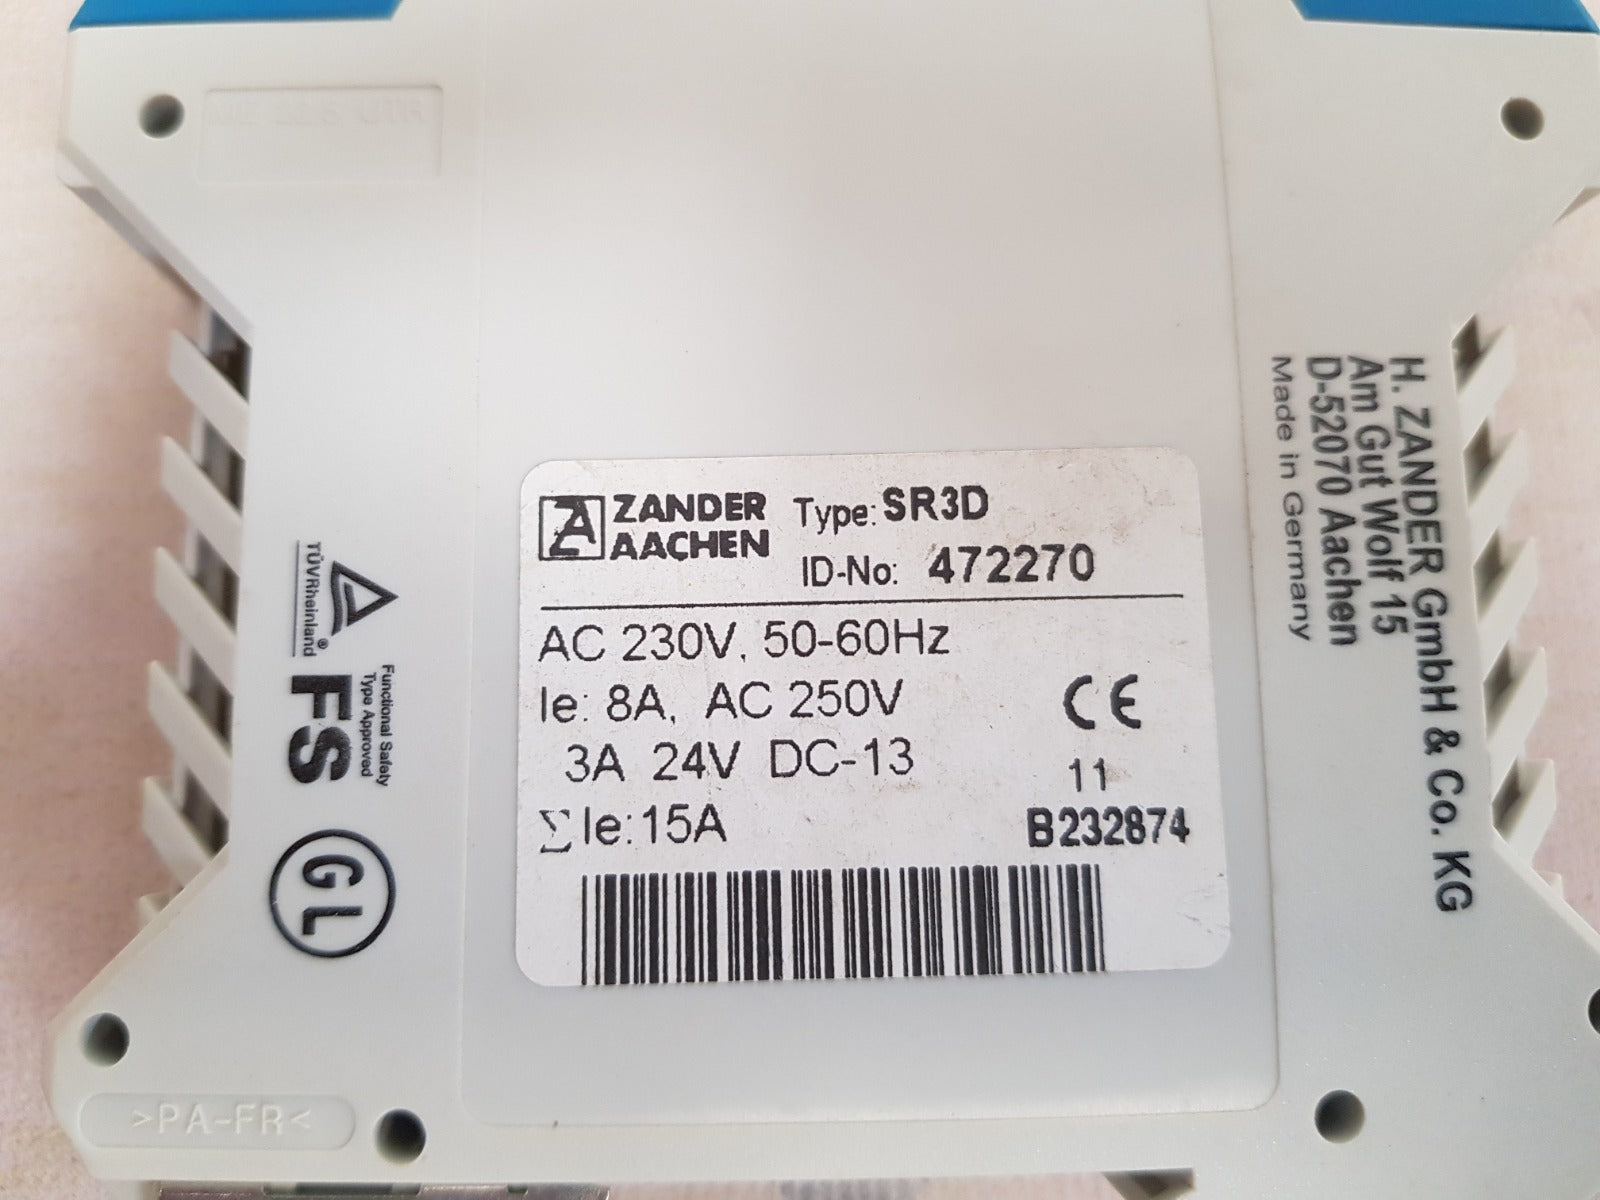 ZANDER
AACHEN
Type: SR3D
ID-No: 472270
AC 230V, 50-60Hz
Ie: 8A, AC 250V
3A 24V DC-13
ΣIe:15A
CE
11
B232874
H. ZANDER GmbH & Co. KG
Am Gut Wolf 15
D-52070 Aachen
Made in Germany
TÜVRheinland®
FS
Functional Safety
Type Approved
GL
>PA-FR<